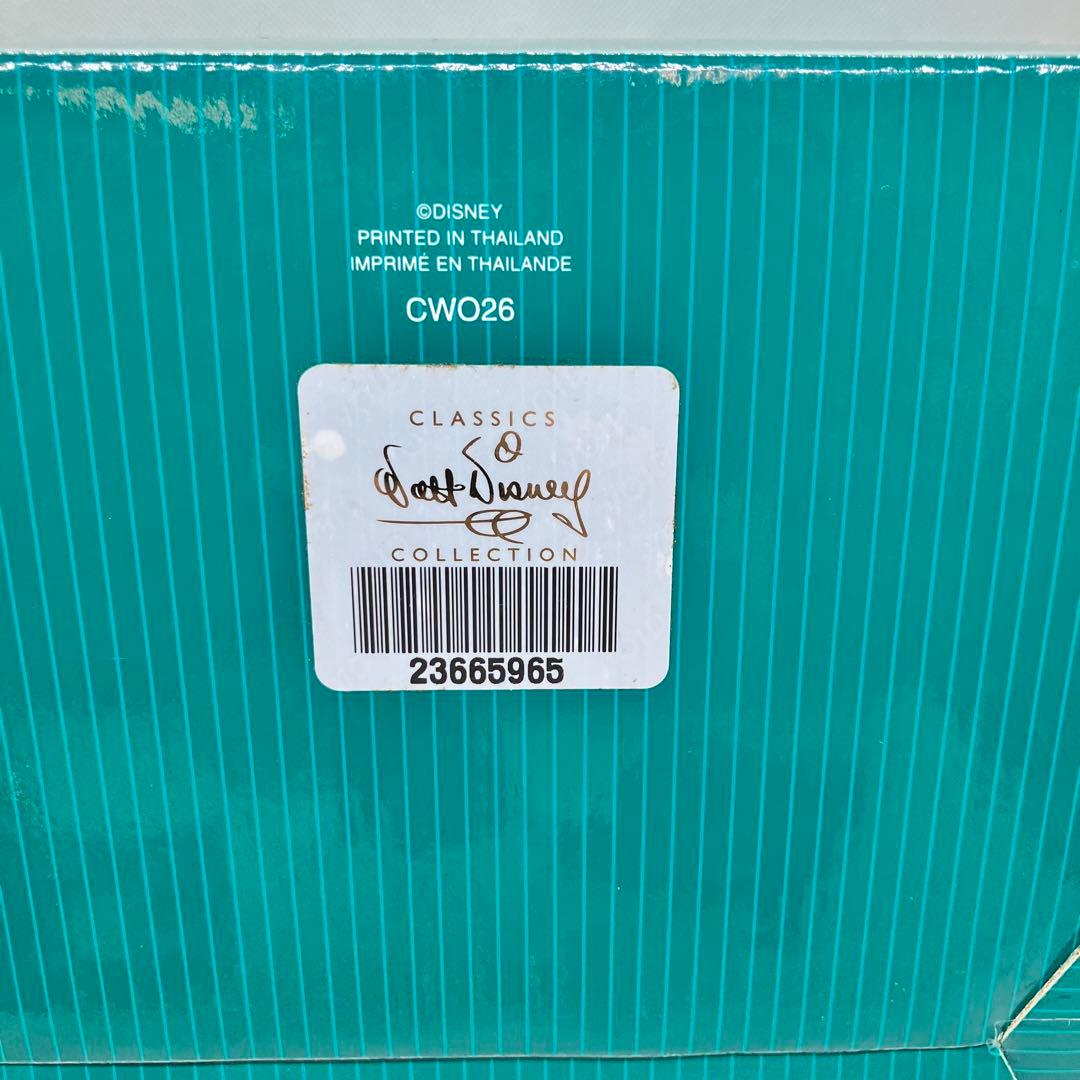 ©DISNEY
PRINTED IN THAILAND
IMPRIMÉ EN THAILANDE
CWO26
CLASSICS
Walt Disney
COLLECTION
23665965